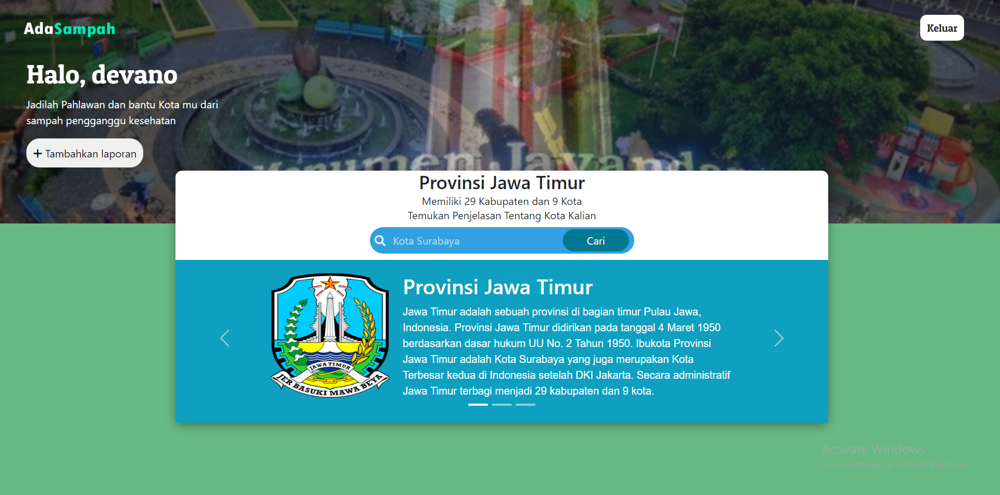 AdaSampah
Keluar
Halo, devano
Jadilah Pahlawan dan bantu Kota mu dari
sampah pengganggu kesehatan
+ Tambahkan laporan
Monumen Jayandaru
Provinsi Jawa Timur
Memiliki 29 Kabupaten dan 9 Kota
Temukan Penjelasan Tentang Kota Kalian
Kota Surabaya
Cari
JAWA TIMUR
JER BASUKI MAWA BEYA
Provinsi Jawa Timur
Jawa Timur adalah sebuah provinsi di bagian timur Pulau Jawa,
Indonesia. Provinsi Jawa Timur didirikan pada tanggal 4 Maret 1950
berdasarkan dasar hukum UU No. 2 Tahun 1950. Ibukota Provinsi
Jawa Timur adalah Kota Surabaya yang juga merupakan Kota
Terbesar kedua di Indonesia setelah DKI Jakarta. Secara administratif
Jawa Timur terbagi menjadi 29 kabupaten dan 9 kota.
Activate Windows
Go to Settings to activate Windows.